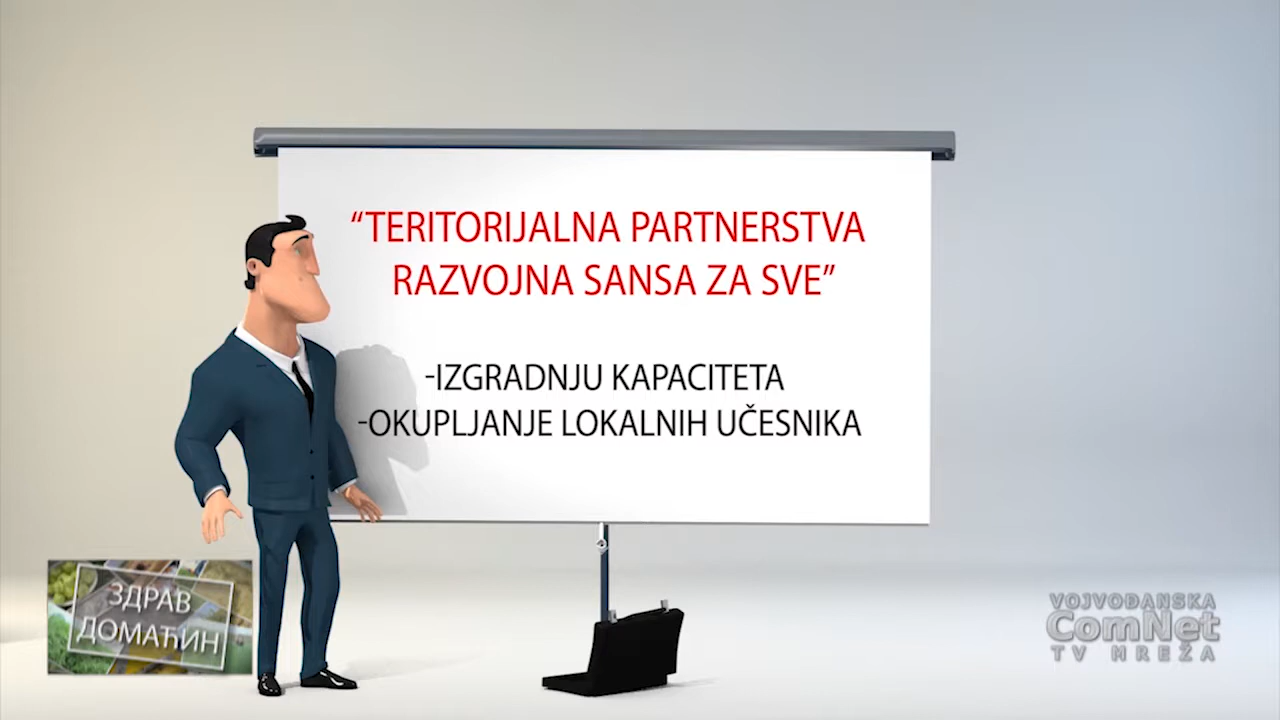 “TERITORIJALNA PARTNERSTVA
RAZVOJNA SANSA ZA SVE”
-IZGRADNJU KAPACITETA
-OKUPLJANJE LOKALNIH UČESNIKA
ЗДРАВ
ДОМАЋИН
VOJVOĐANSKA
ComNet
TV MREŽA